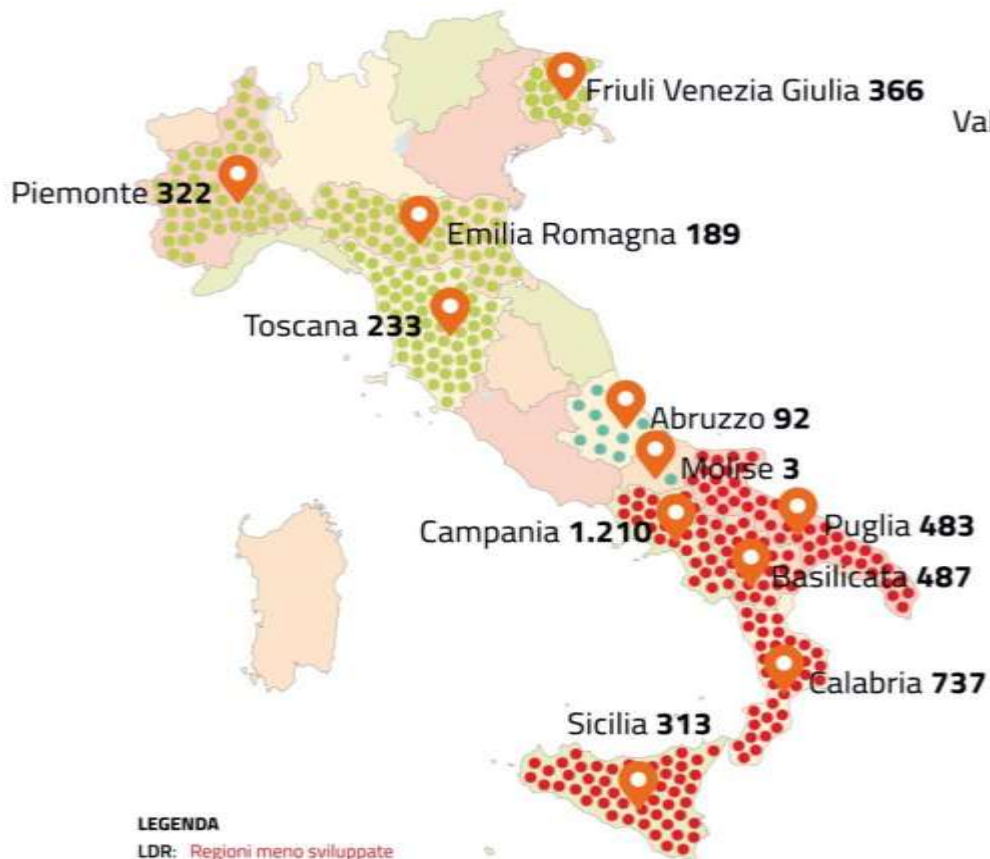 Friuli Venezia Giulia 366
Val
Piemonte 322
Emilia Romagna 189
Toscana 233
Abruzzo 92
Molise 3
Campania 1.210
Puglia 483
Basilicata 487
Calabria 737
Sicilia 313
LEGENDA
LDR: Regioni meno sviluppate